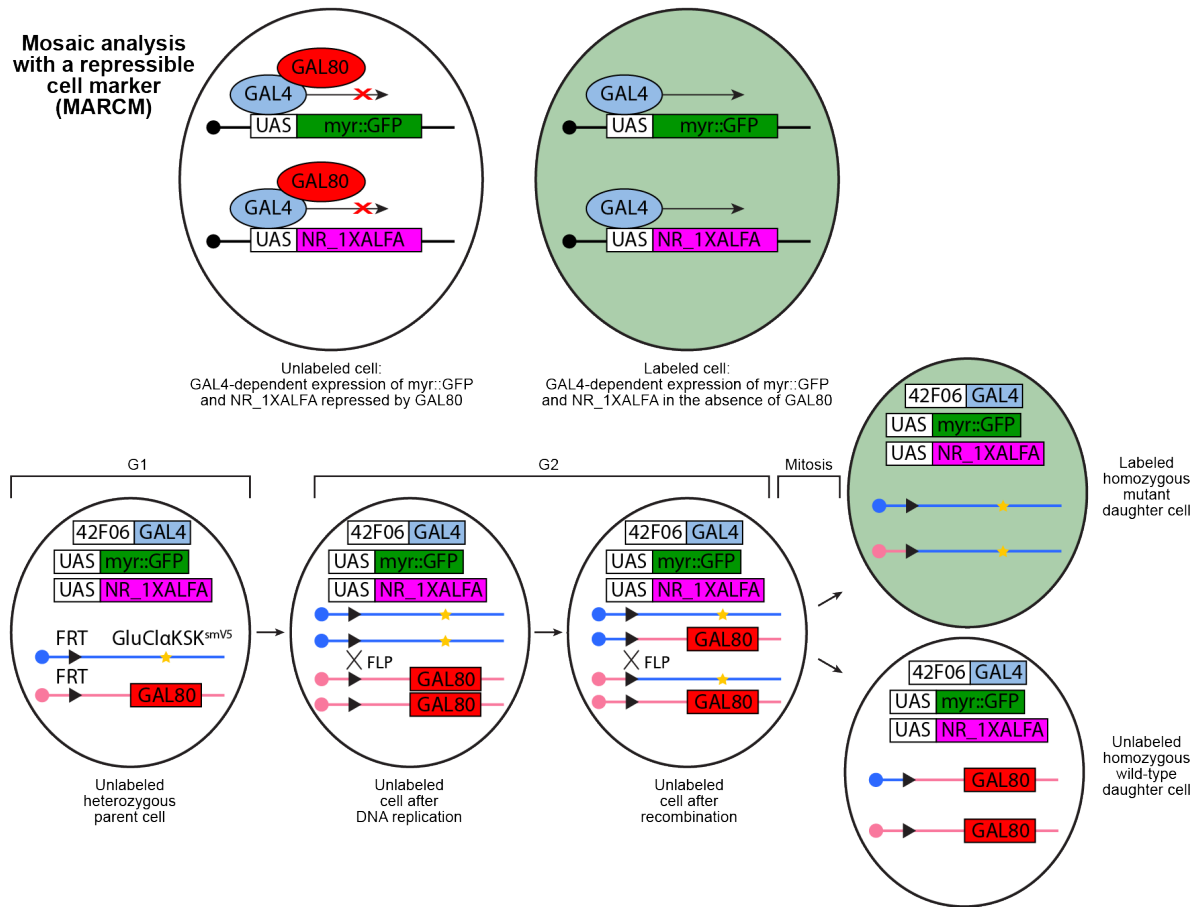 Mosaic analysis
with a repressible
cell marker
(MARCM)
GAL80
GAL4
UAS myr::GFP
GAL80
GAL4
UAS NR_1XALFA
Unlabeled cell:
GAL4-dependent expression of myr::GFP
and NR_1XALFA repressed by GAL80
GAL4
UAS myr::GFP
GAL4
UAS NR_1XALFA
Labeled cell:
GAL4-dependent expression of myr::GFP
and NR_1XALFA in the absence of GAL80
G1
G2
Mitosis
42F06 GAL4
UAS myr::GFP
UAS NR_1XALFA
FRT GluClαKSKsmV5
FRT
GAL80
Unlabeled
heterozygous
parent cell
42F06 GAL4
UAS myr::GFP
UAS NR_1XALFA
FLP
GAL80
GAL80
Unlabeled
cell after
DNA replication
42F06 GAL4
UAS myr::GFP
UAS NR_1XALFA
GAL80
FLP
GAL80
Unlabeled
cell after
recombination
42F06 GAL4
UAS myr::GFP
UAS NR_1XALFA
Labeled
homozygous
mutant
daughter cell
42F06 GAL4
UAS myr::GFP
UAS NR_1XALFA
GAL80
GAL80
Unlabeled
homozygous
wild-type
daughter cell